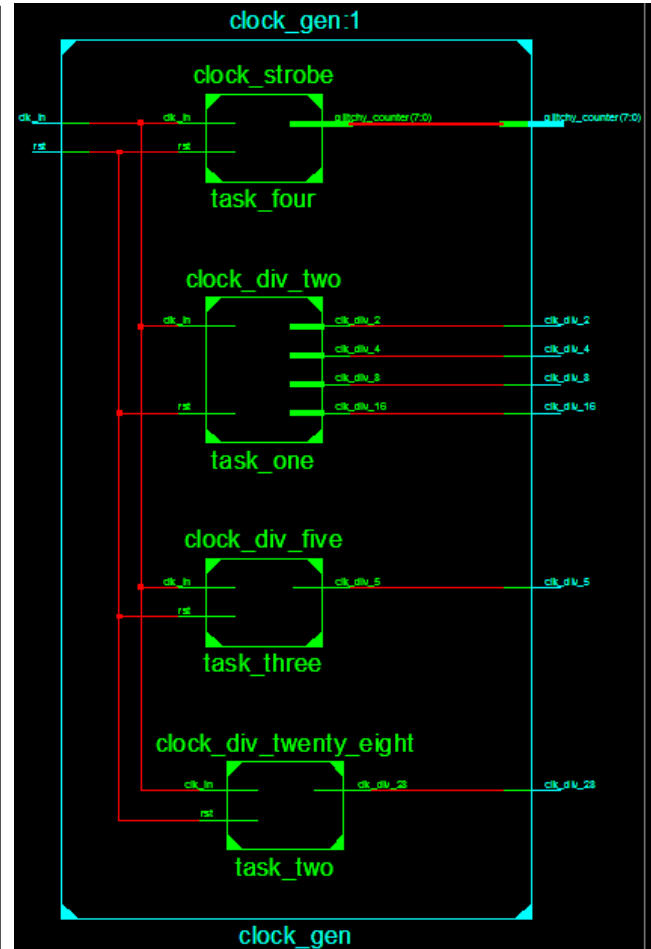 clock_gen:1
clock_strobe
clk_in clk_in glitchy_counter(7:0) glitchy_counter(7:0)
rst rst
task_four
clock_div_two
clk_in clk_div_2 clk_div_2
clk_div_4 clk_div_4
clk_div_8 clk_div_8
rst clk_div_16 clk_div_16
task_one
clock_div_five
clk_in clk_div_5 clk_div_5
rst
task_three
clock_div_twenty_eight
clk_in clk_div_28 clk_div_28
rst
task_two
clock_gen